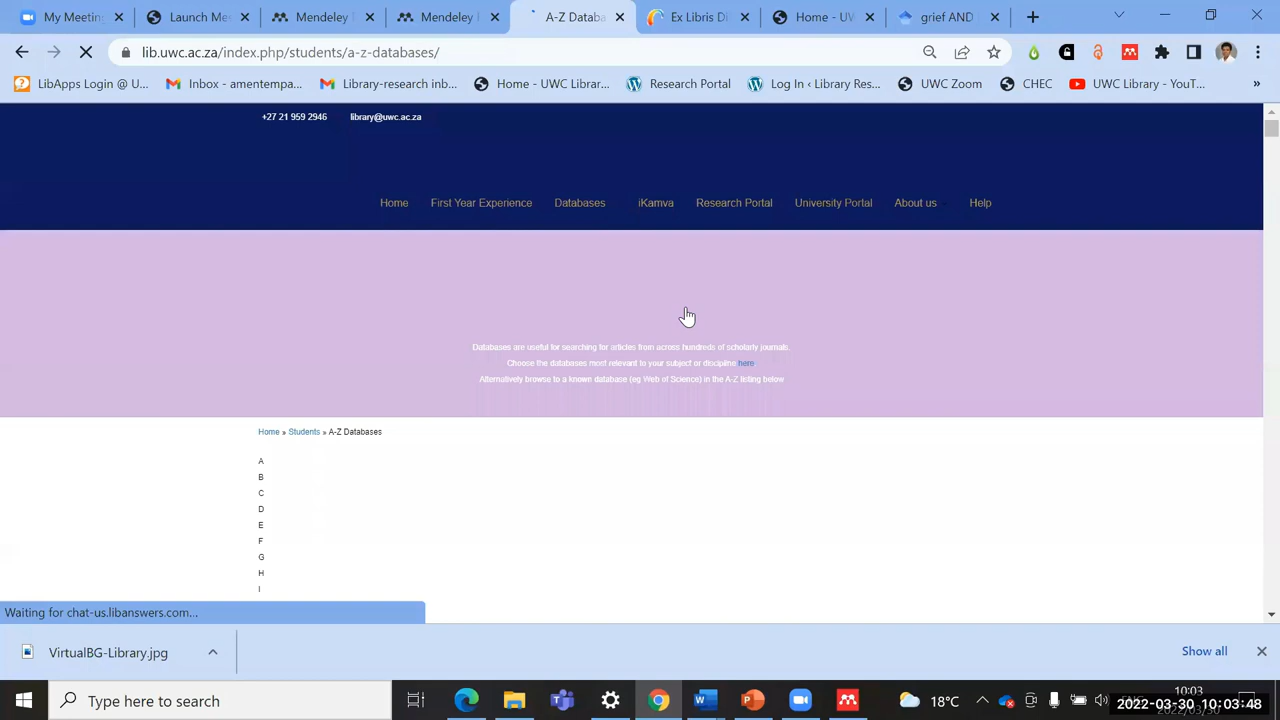 My Meeting
Launch Mee
Mendeley
Mendeley
A-Z Databa
Ex Libris Di
Home - UW
grief AND
lib.uwc.ac.za/index.php/students/a-z-databases/
LibApps Login @ U...
Inbox - amentempa...
Library-research inb...
Home - UWC Librar...
Research Portal
Log In ‹ Library Res...
UWC Zoom
CHEC
UWC Library - YouT...
»
+27 21 959 2946
library@uwc.ac.za
Home
First Year Experience
Databases
iKamva
Research Portal
University Portal
About us
Help
Databases are useful for searching for articles from across hundreds of scholarly journals.
Choose the databases most relevant to your subject or discipline here
Alternatively browse to a known database (eg Web of Science) in the A-Z listing below
Home » Students » A-Z Databases
A
B
C
D
E
F
G
H
I
Waiting for chat-us.libanswers.com...
VirtualBG-Library.jpg
Show all
Type here to search
18°C
10:03
2022-03-30 10:03:48